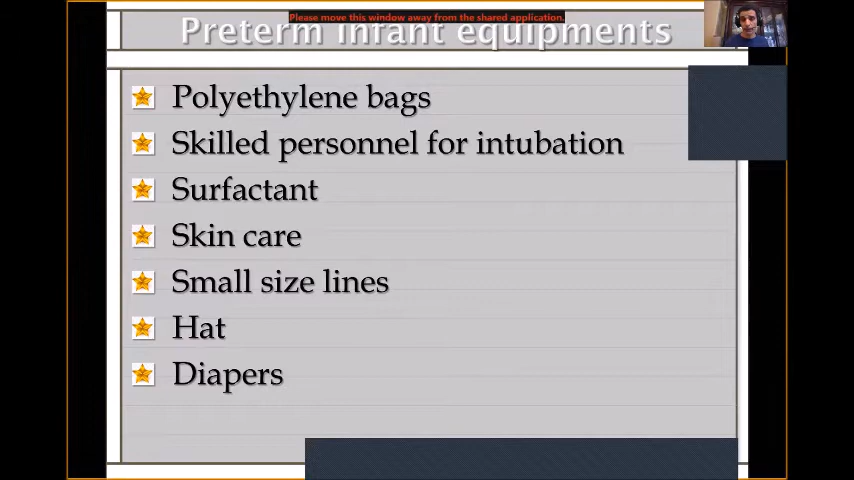 Please move this window away from the shared application.
Preterm infant equipments
Polyethylene bags
Skilled personnel for intubation
Surfactant
Skin care
Small size lines
Hat
Diapers